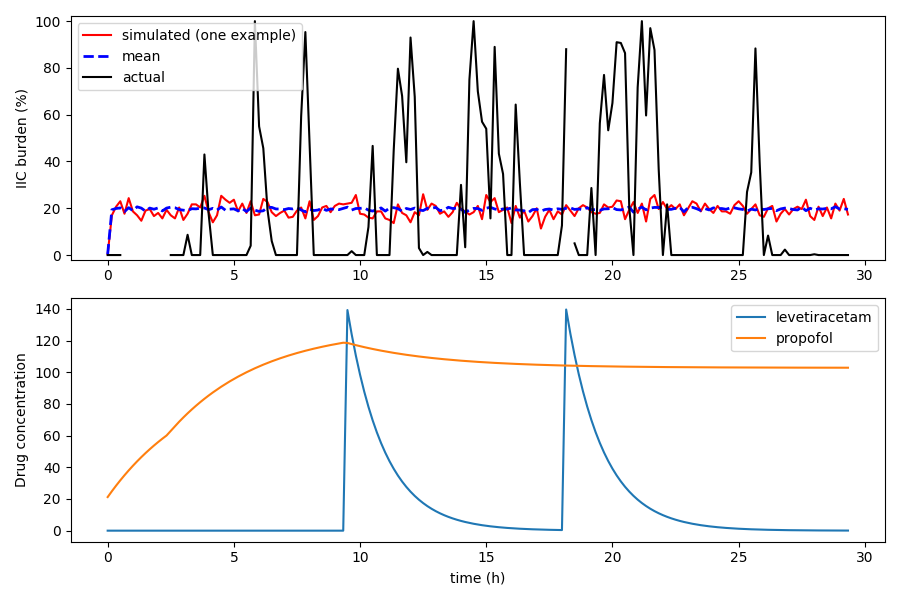 100
80
60
40
20
0
IIC burden (%)
simulated (one example)
mean
actual
0 5 10 15 20 25 30
140
120
100
80
60
40
20
0
Drug concentration
levetiracetam
propofol
0 5 10 15 20 25 30
time (h)